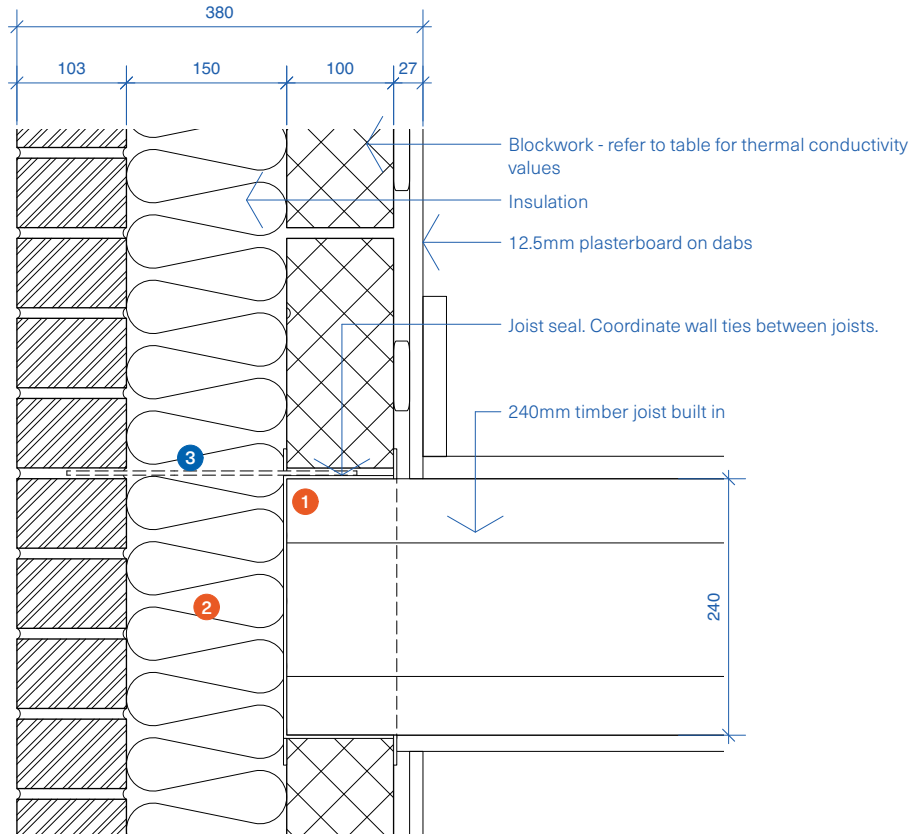 380
103
150
100
27
Blockwork - refer to table for thermal conductivity
values
Insulation
12.5mm plasterboard on dabs
Joist seal. Coordinate wall ties between joists.
240mm timber joist built in
3
1
2
240